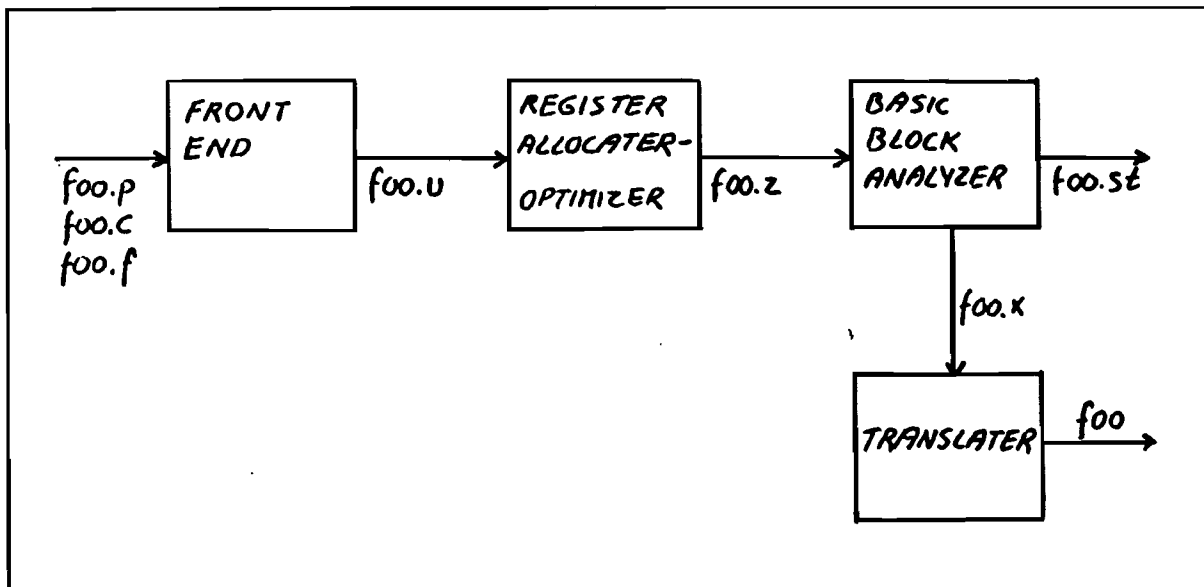 FRONT
END
foo.p
foo.c
foo.f
foo.u
REGISTER
ALLOCATER-
OPTIMIZER
foo.z
BASIC
BLOCK
ANALYZER
foo.st
foo.x
TRANSLATER
foo